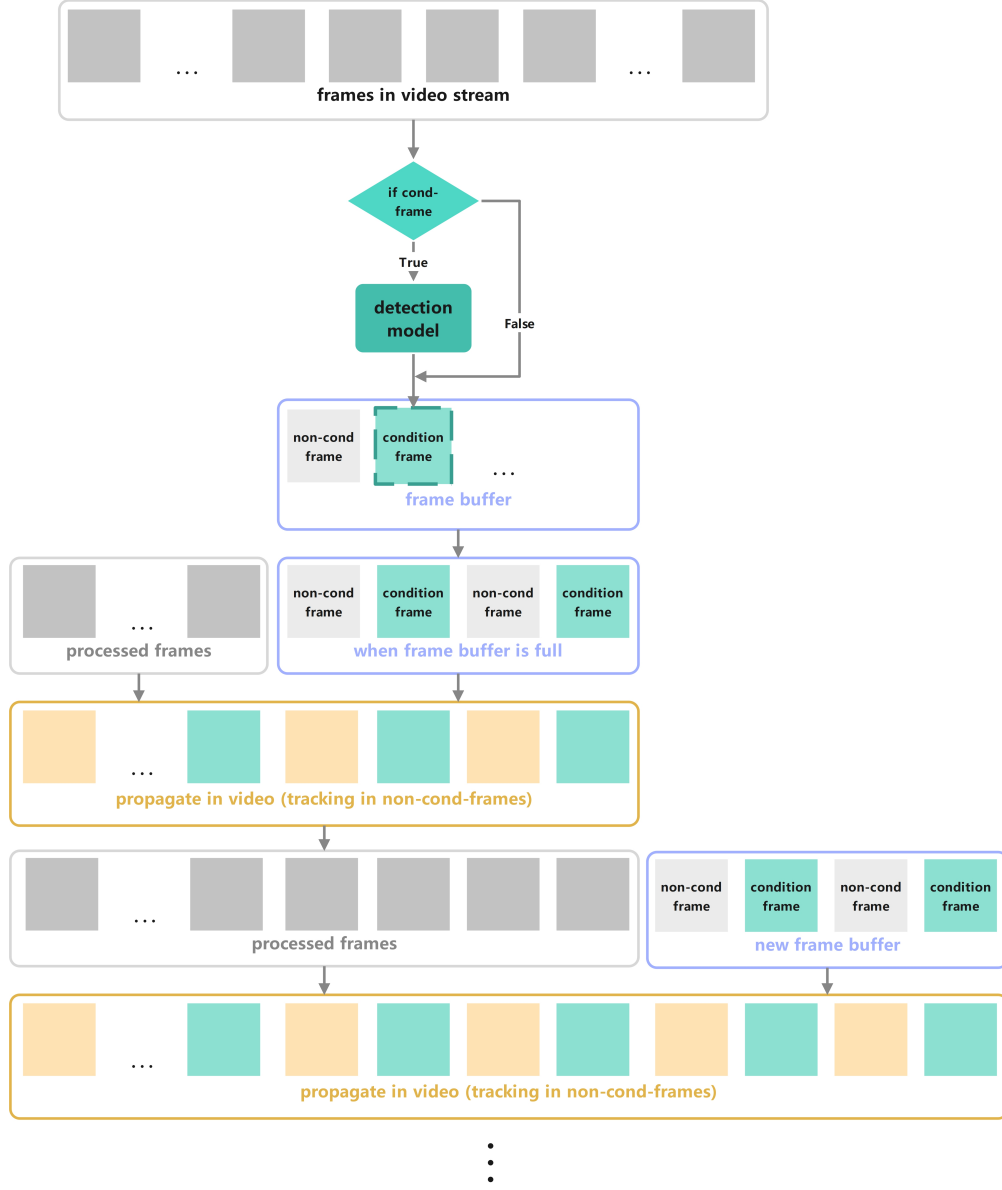 ...
...
frames in video stream
if cond-
frame
True
detection
model
False
non-cond
frame
condition
frame
...
frame buffer
non-cond
frame
condition
frame
non-cond
frame
condition
frame
when frame buffer is full
...
processed frames
...
propagate in video (tracking in non-cond-frames)
...
processed frames
non-cond
frame
condition
frame
non-cond
frame
condition
frame
new frame buffer
...
propagate in video (tracking in non-cond-frames)